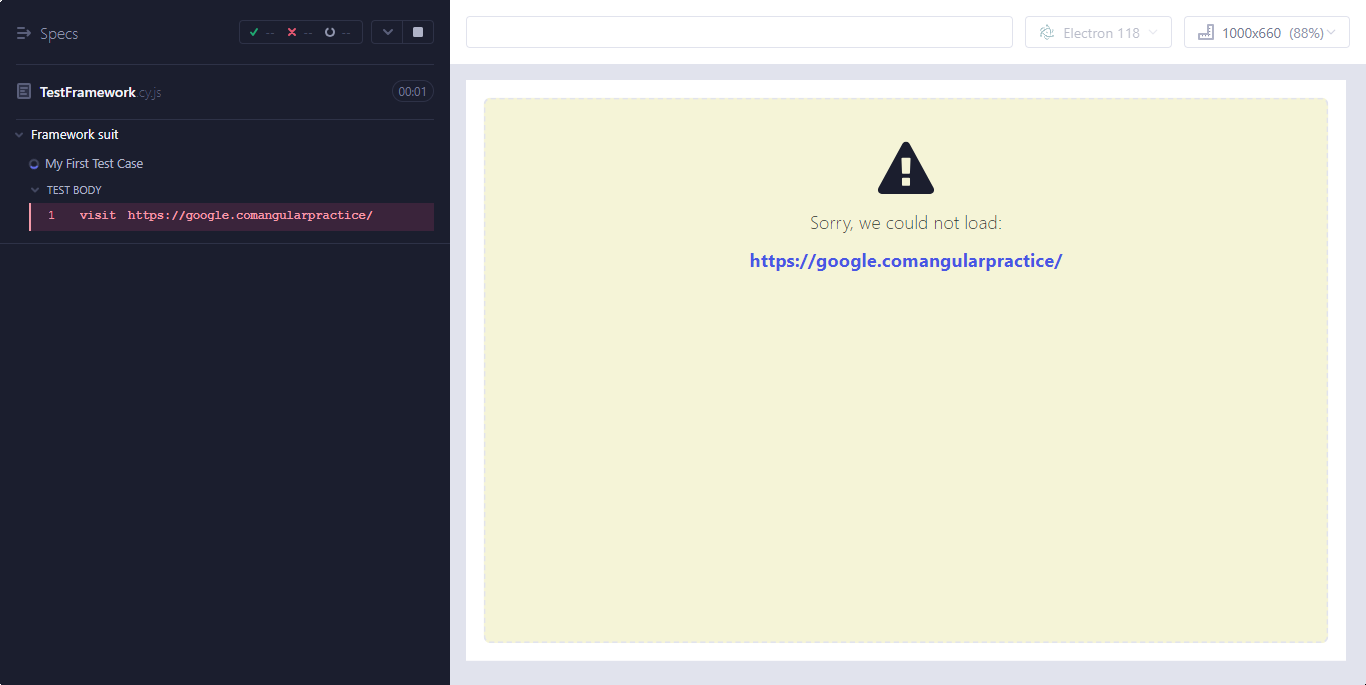 Specs
-- -- --
TestFramework cy.js
00:01
Framework suit
My First Test Case
TEST BODY
1 visit https://google.comangularpractice/
Electron 118
1000x660 (88%)
Sorry, we could not load:
https://google.comangularpractice/